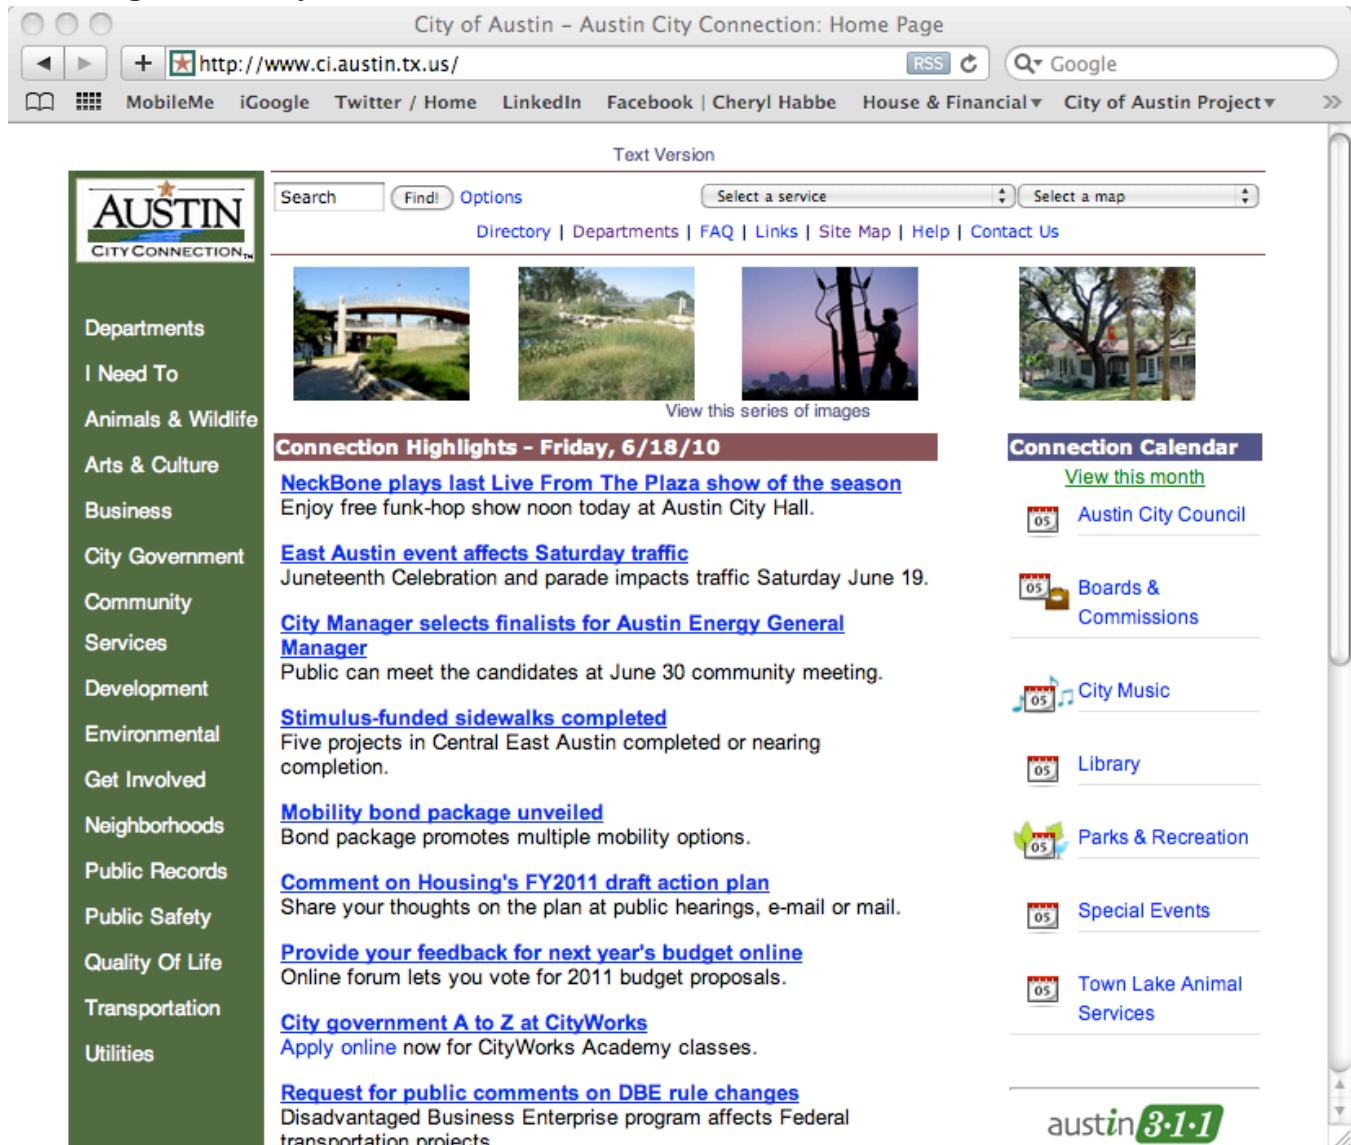 City of Austin – Austin City Connection: Home Page
http://www.ci.austin.tx.us/
RSS
Google
MobileMe iGoogle Twitter / Home LinkedIn Facebook | Cheryl Habbe House & Financial City of Austin Project
Text Version
AUSTIN
CITY CONNECTION TM
Search
Find!
Options
Select a service
Select a map
Directory | Departments | FAQ | Links | Site Map | Help | Contact Us
View this series of images
Departments
I Need To
Animals & Wildlife
Arts & Culture
Business
City Government
Community
Services
Development
Environmental
Get Involved
Neighborhoods
Public Records
Public Safety
Quality Of Life
Transportation
Utilities
Connection Highlights - Friday, 6/18/10
NeckBone plays last Live From The Plaza show of the season
Enjoy free funk-hop show noon today at Austin City Hall.
East Austin event affects Saturday traffic
Juneteenth Celebration and parade impacts traffic Saturday June 19.
City Manager selects finalists for Austin Energy General
Manager
Public can meet the candidates at June 30 community meeting.
Stimulus-funded sidewalks completed
Five projects in Central East Austin completed or nearing
completion.
Mobility bond package unveiled
Bond package promotes multiple mobility options.
Comment on Housing's FY2011 draft action plan
Share your thoughts on the plan at public hearings, e-mail or mail.
Provide your feedback for next year's budget online
Online forum lets you vote for 2011 budget proposals.
City government A to Z at CityWorks
Apply online now for CityWorks Academy classes.
Request for public comments on DBE rule changes
Disadvantaged Business Enterprise program affects Federal
transportation projects
Connection Calendar
View this month
05 Austin City Council
05 Boards &
Commissions
05 City Music
05 Library
05 Parks & Recreation
05 Special Events
05 Town Lake Animal
Services
austin 3·1·1